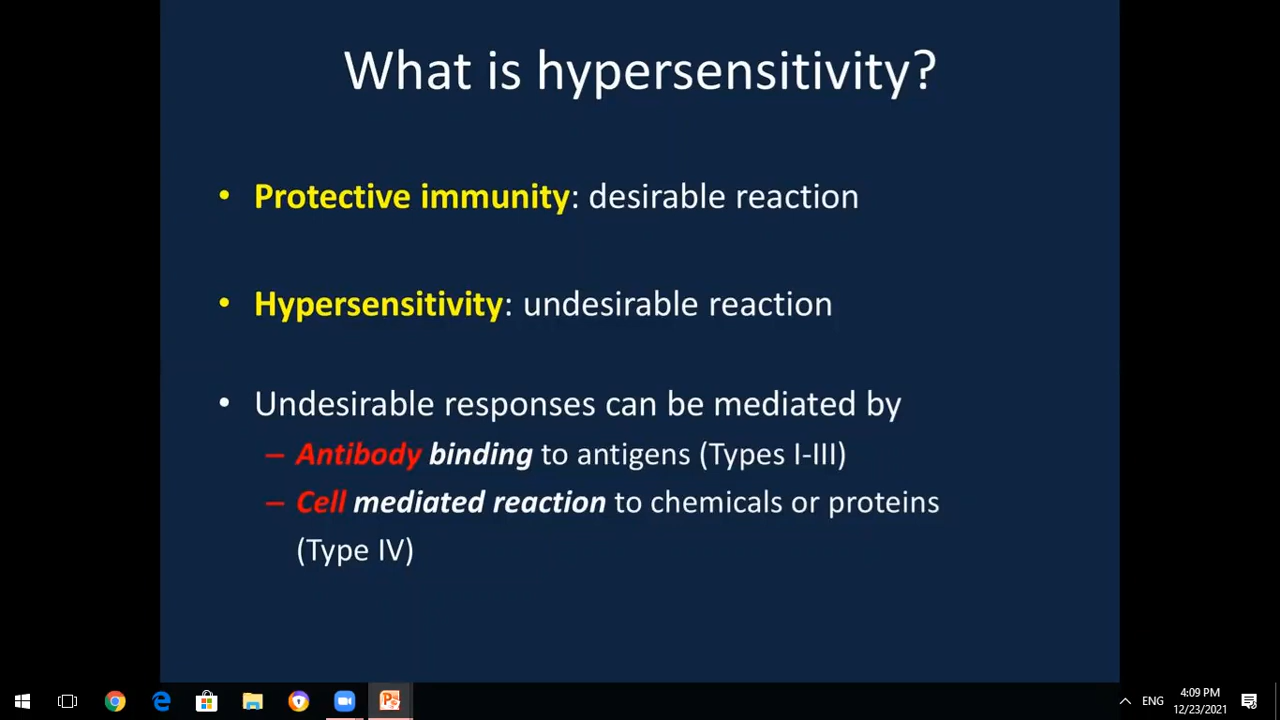 What is hypersensitivity?
• Protective immunity: desirable reaction
• Hypersensitivity: undesirable reaction
• Undesirable responses can be mediated by
– Antibody binding to antigens (Types I-III)
– Cell mediated reaction to chemicals or proteins
(Type IV)
ENG
4:09 PM
12/23/2021